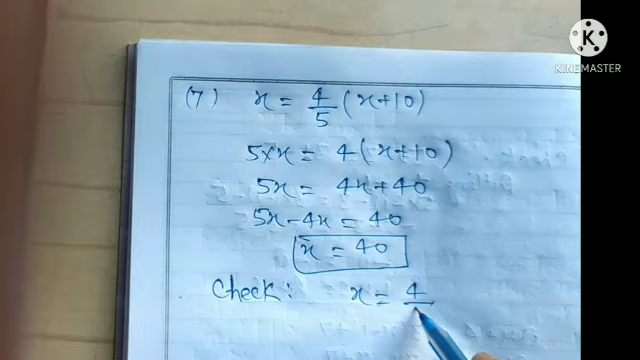 KINEMASTER
(7) x = 4/5 (x+10)
5×x = 4(x+10)
5x = 4x+40
5x-4x = 40
x = 40
Check: x = 4